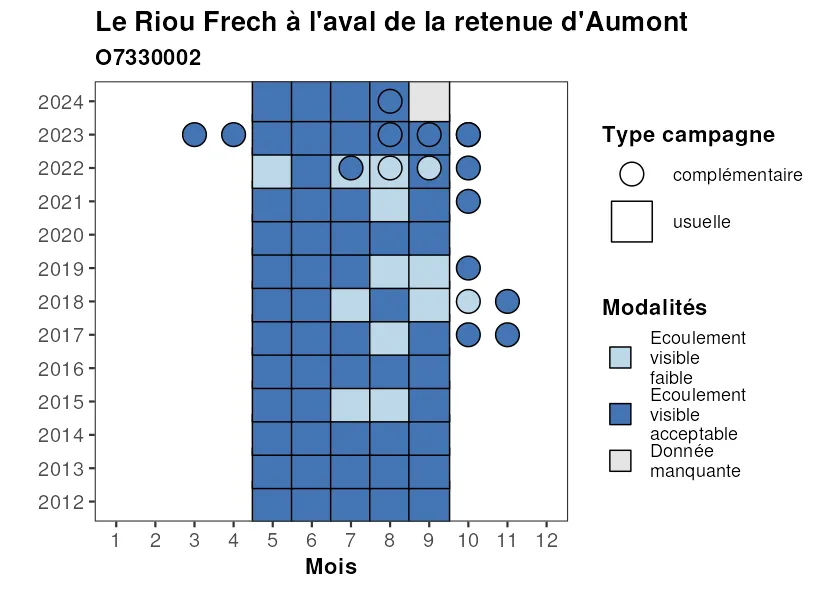 Le Riou Frech à l'aval de la retenue d'Aumont
O7330002
2024
2023
2022
2021
2020
2019
2018
2017
2016
2015
2014
2013
2012
1 2 3 4 5 6 7 8 9 10 11 12
Mois
Type campagne
complémentaire
usuelle
Modalités
Ecoulement
visible
faible
Ecoulement
visible
acceptable
Donnée
manquante